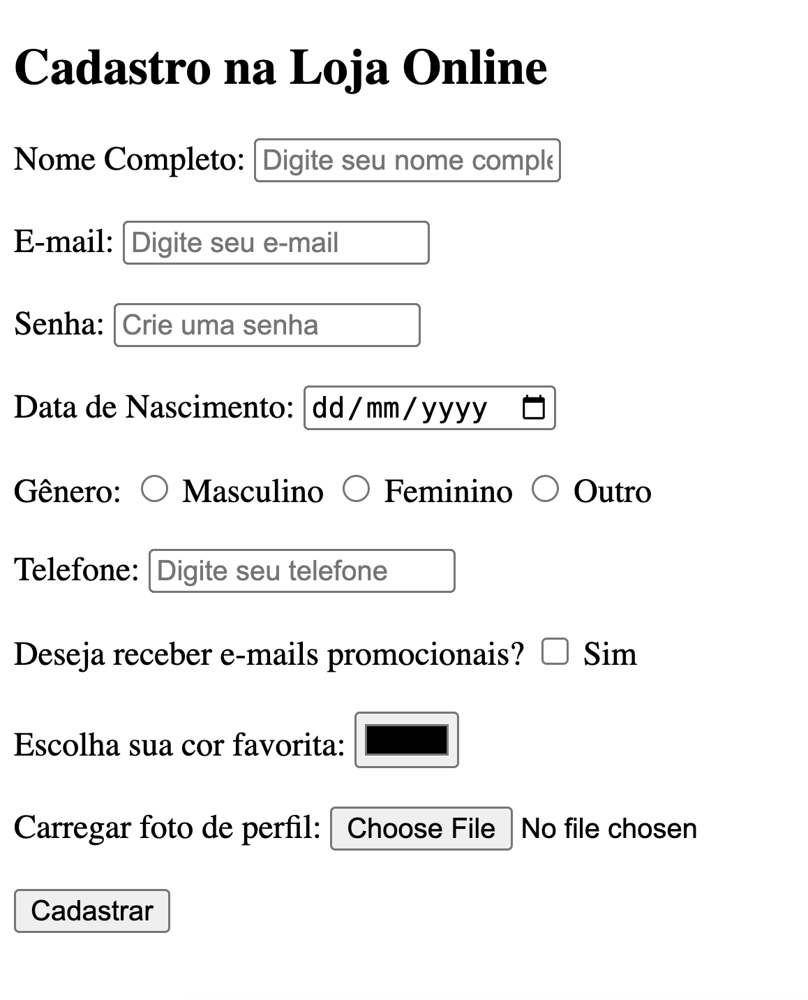 Cadastro na Loja Online
Nome Completo: Digite seu nome comple
E-mail: Digite seu e-mail
Senha: Crie uma senha
Data de Nascimento: dd/mm/yyyy
Gênero: Masculino Feminino Outro
Telefone: Digite seu telefone
Deseja receber e-mails promocionais? Sim
Escolha sua cor favorita:
Carregar foto de perfil: Choose File No file chosen
Cadastrar